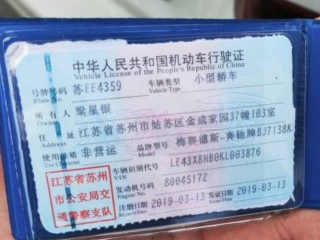 中华人民共和国机动车行驶证
Vehicle License of the People's Republic of China
号牌号码 苏EE4359 车辆类型 小型轿车
Plate No. Vehicle Type
所有人 梁星银
住址 江苏省苏州市姑苏区金成家园37幢103室
使用性质 非营运 品牌型号 梅赛德斯-奔驰牌BJ7138K
江苏省苏州 车辆识别代号 LE43X8HB0KL003876
市公安局交 VIN
通警察支队 发动机号码 80045172
Engine No.
注册日期 2019-03-13 发证日期 2019-03-13